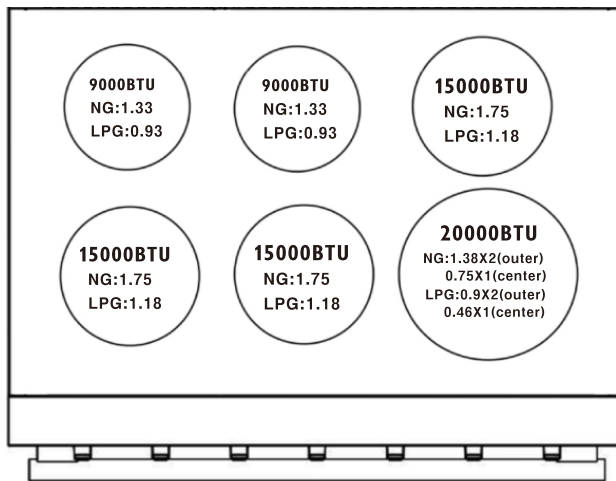 9000BTU
NG:1.33
LPG:0.93
9000BTU
NG:1.33
LPG:0.93
15000BTU
NG:1.75
LPG:1.18
15000BTU
NG:1.75
LPG:1.18
15000BTU
NG:1.75
LPG:1.18
20000BTU
NG:1.38X2(outer)
0.75X1(center)
LPG:0.9X2(outer)
0.46X1(center)